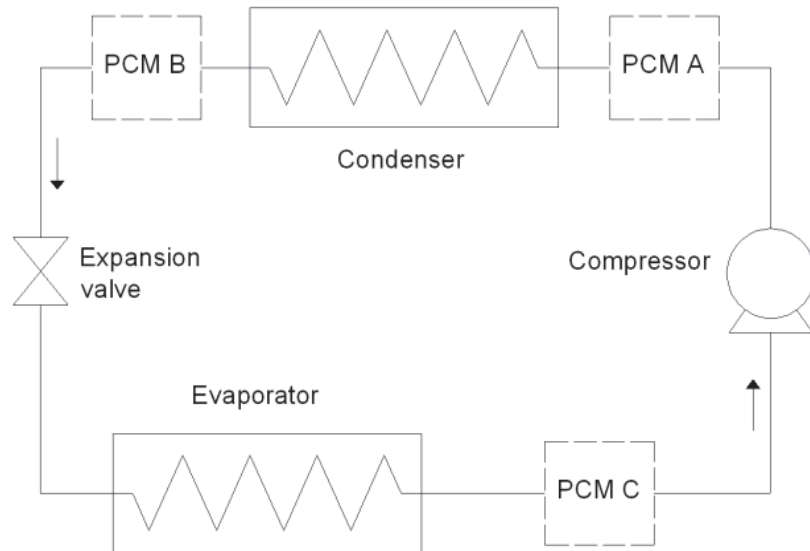 PCM B
PCM A
Condenser
Expansion
valve
Compressor
Evaporator
PCM C